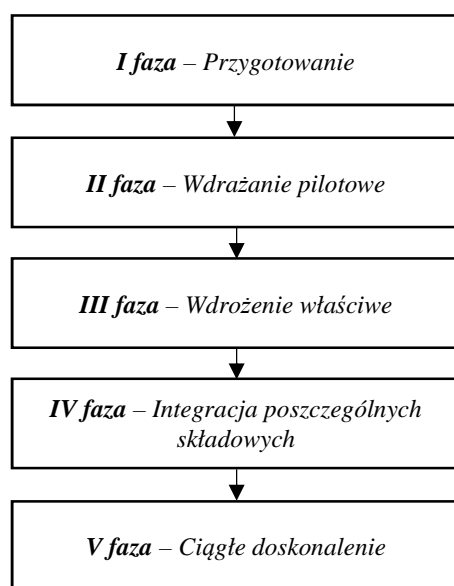 I faza – Przygotowanie
II faza – Wdrażanie pilotowe
III faza – Wdrożenie właściwe
IV faza – Integracja poszczególnych
składowych
V faza – Ciągłe doskonalenie